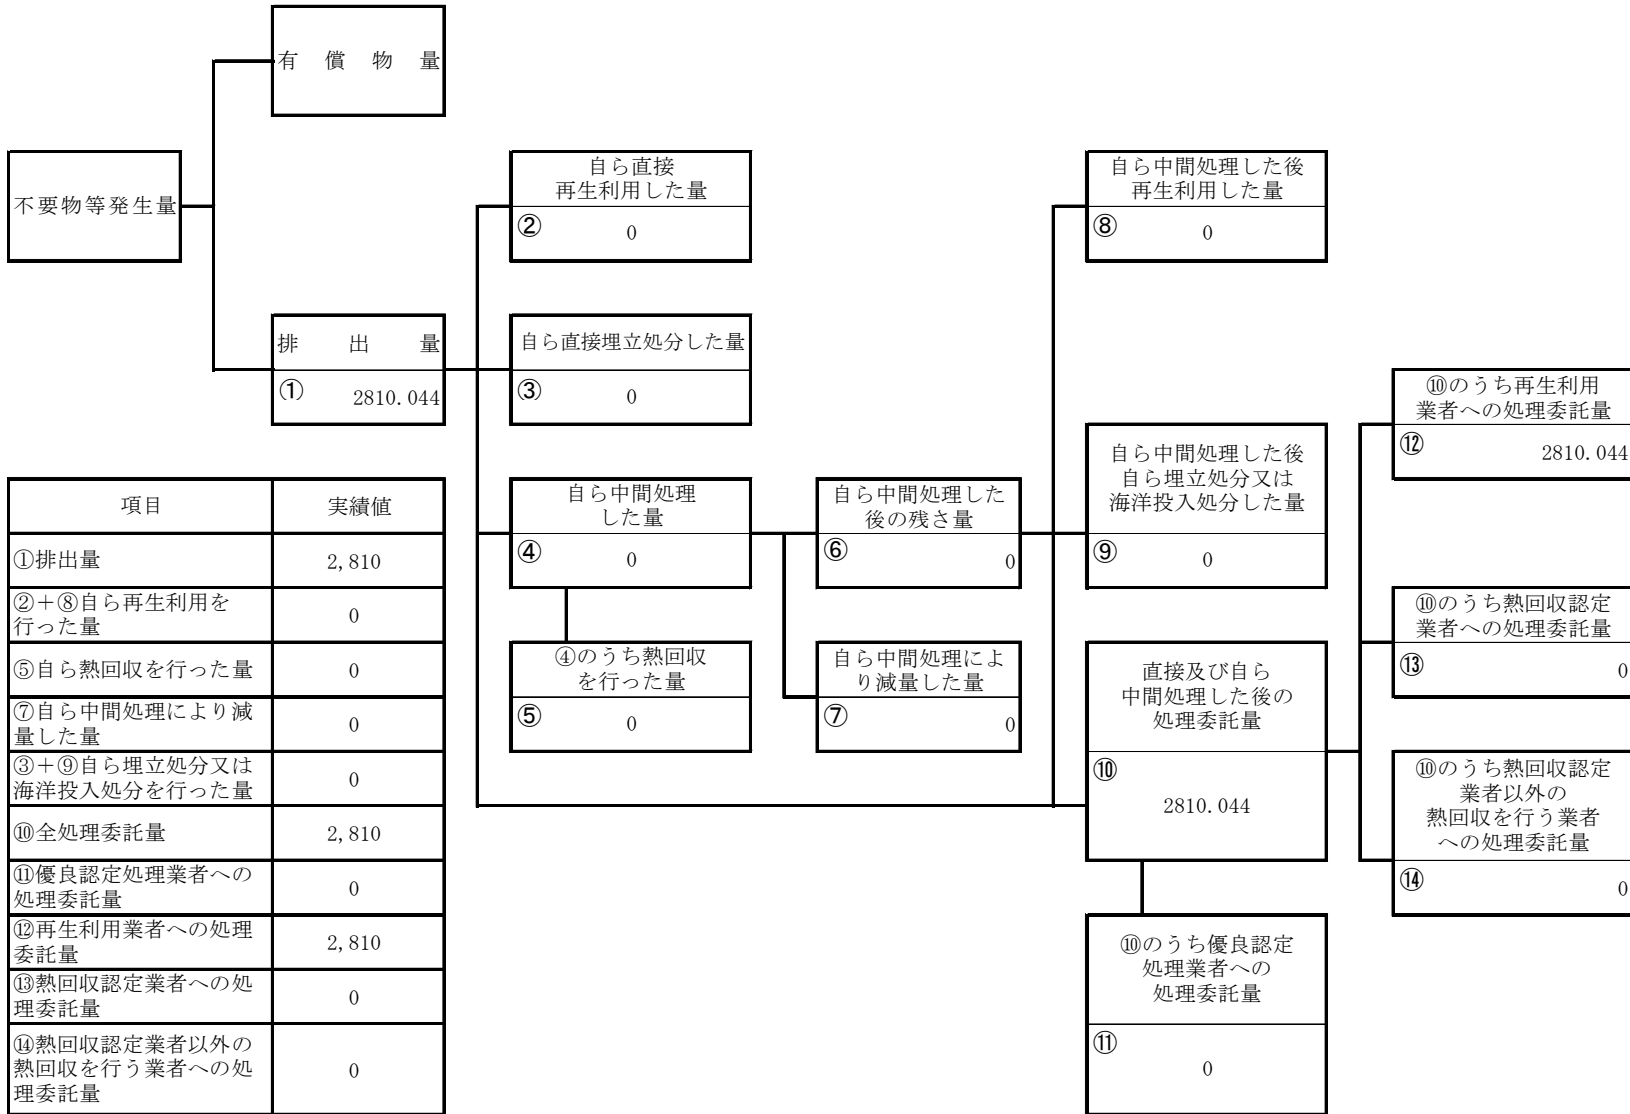 有償物量
不要物等発生量
排出量
① 2810.044
自ら直接
再生利用した量
② 0
自ら直接埋立処分した量
③ 0
自ら中間処理
した量
④ 0
④のうち熱回収
を行った量
⑤ 0
自ら中間処理した
後の残さ量
⑥ 0
自ら中間処理によ
り減量した量
⑦ 0
自ら中間処理した後
再生利用した量
⑧ 0
自ら中間処理した後
自ら埋立処分又は
海洋投入処分した量
⑨ 0
直接及び自ら
中間処理した後の
処理委託量
⑩
2810.044
⑩のうち優良認定
処理業者への
処理委託量
⑪
0
⑩のうち再生利用
業者への処理委託量
⑫ 2810.044
⑩のうち熱回収認定
業者への処理委託量
⑬ 0
⑩のうち熱回収認定
業者以外の
熱回収を行う業者
への処理委託量
⑭ 0
項目 実績値
①排出量 2,810
②＋⑧自ら再生利用を
行った量 0
⑤自ら熱回収を行った量 0
⑦自ら中間処理により減
量した量 0
③＋⑨自ら埋立処分又は
海洋投入処分を行った量 0
⑩全処理委託量 2,810
⑪優良認定処理業者への
処理委託量 0
⑫再生利用業者への処理
委託量 2,810
⑬熱回収認定業者への処
理委託量 0
⑭熱回収認定業者以外の
熱回収を行う業者への処
理委託量 0